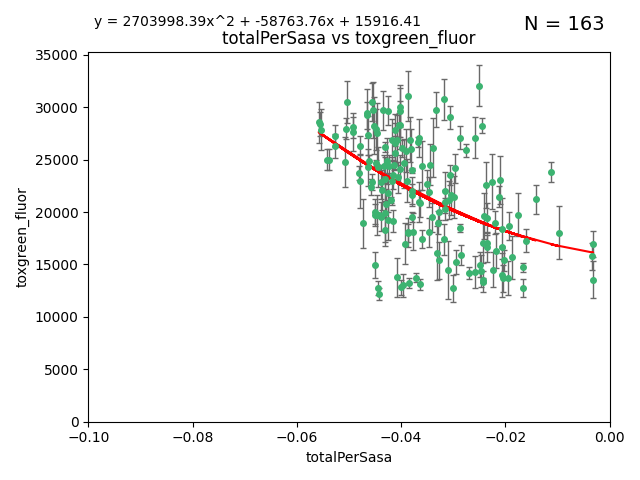 y = 2703998.39x^2 + -58763.76x + 15916.41
N = 163
totalPerSasa vs toxgreen_fluor
35000
30000
25000
20000
15000
10000
5000
0
toxgreen_fluor
−0.10 −0.08 −0.06 −0.04 −0.02 0.00
totalPerSasa